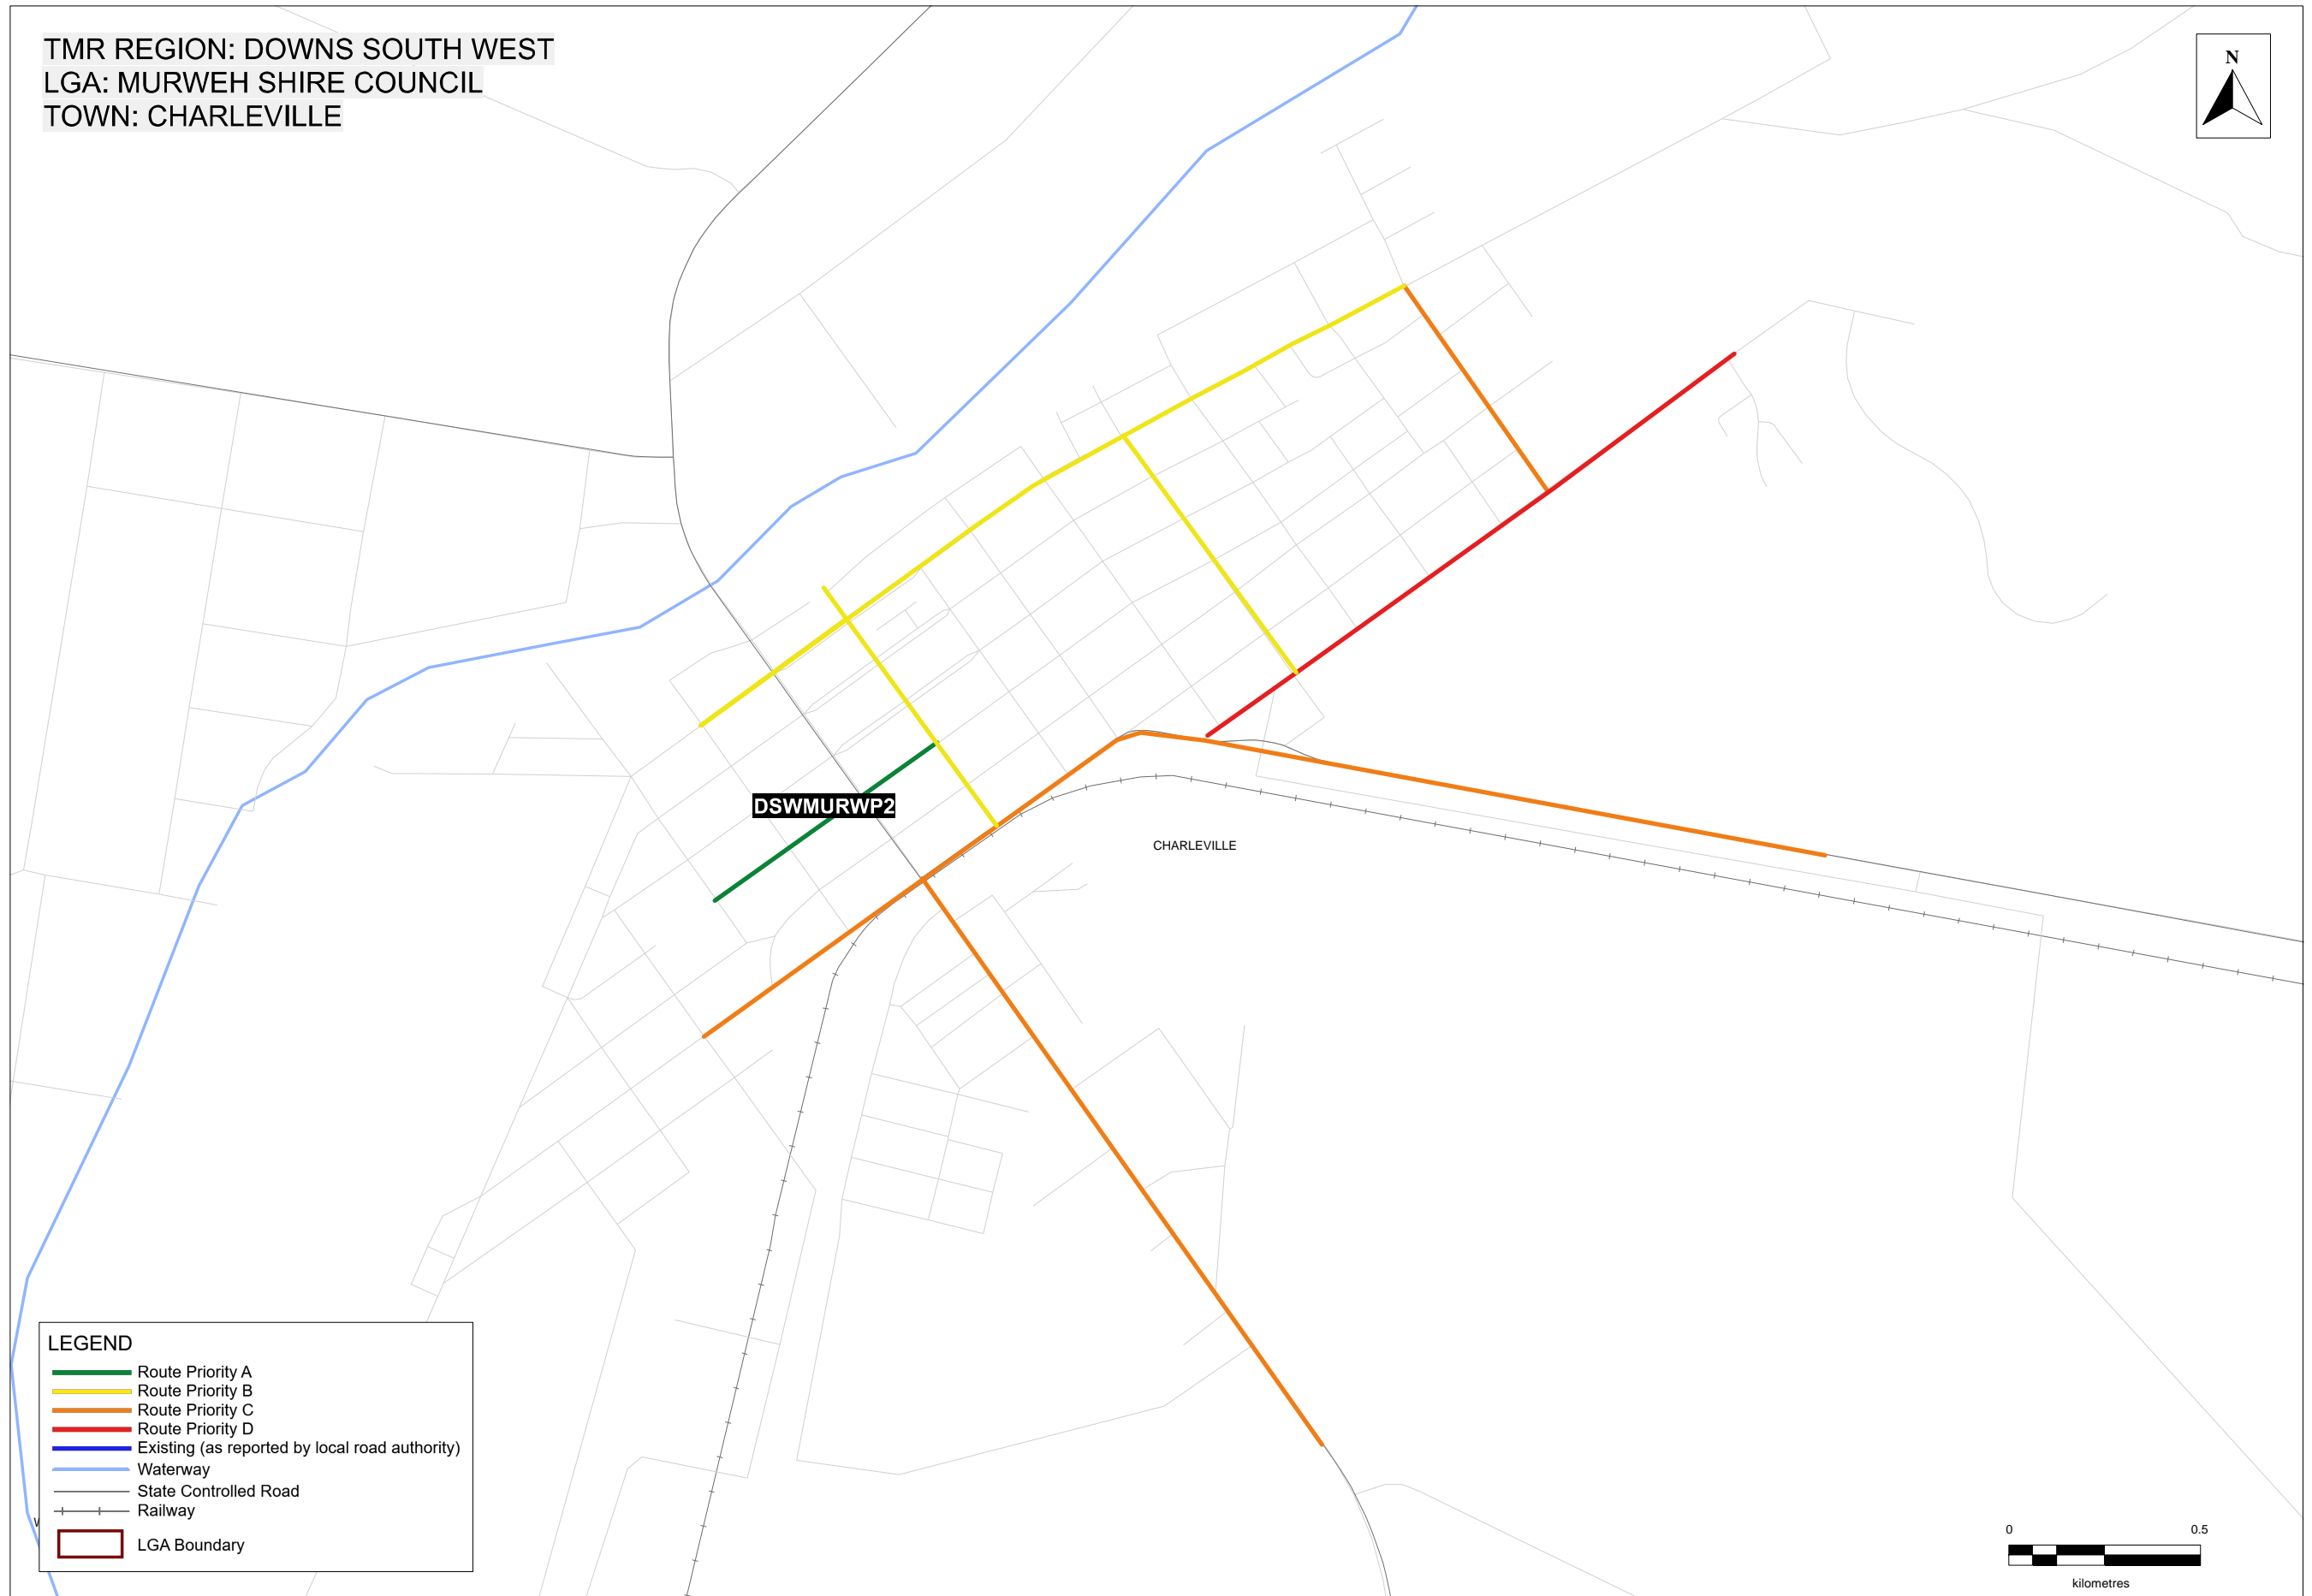 TMR REGION: DOWNS SOUTH WEST
LGA: MURWEH SHIRE COUNCIL
TOWN: CHARLEVILLE
N
DSWMURWP2
CHARLEVILLE
LEGEND
Route Priority A
Route Priority B
Route Priority C
Route Priority D
Existing (as reported by local road authority)
Waterway
State Controlled Road
Railway
LGA Boundary
0 0.5
kilometres